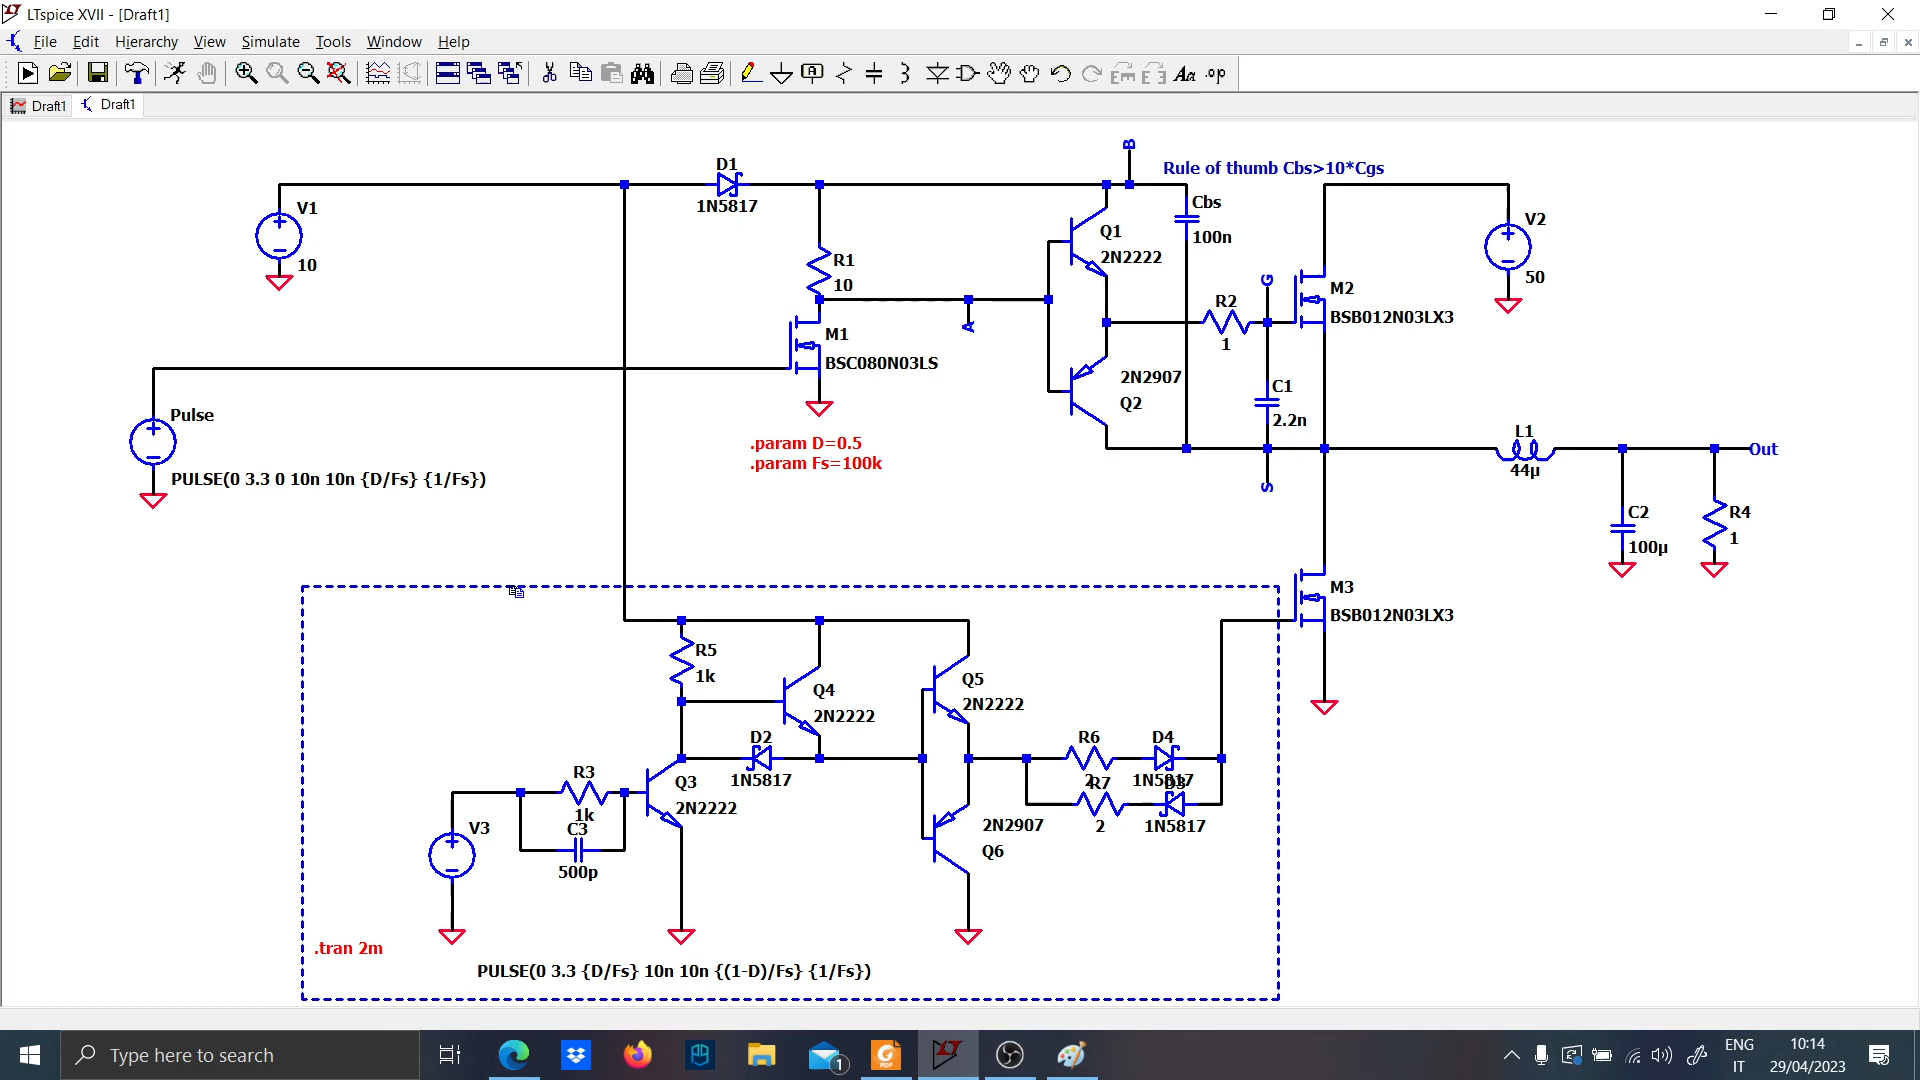 LTspice XVII - [Draft1]
File Edit Hierarchy View Simulate Tools Window Help
Draft1 Draft1
B
D1
Rule of thumb Cbs>10*Cgs
1N5817
V1
10
Cbs
100n
V2
50
Q1
2N2222
R1
10
G
M2
BSB012N03LX3
R2
1
A
M1
BSC080N03LS
2N2907
Q2
C1
2.2n
Pulse
PULSE(0 3.3 0 10n 10n {D/Fs} {1/Fs})
.param D=0.5
.param Fs=100k
L1
44µ
Out
S
C2
100µ
R4
1
M3
BSB012N03LX3
R5
1k
Q4
2N2222
Q5
2N2222
D2
1N5817
R6
2
D4
1N5817
R7
2
D3
1N5817
R3
1k
Q3
2N2222
C3
500p
V3
2N2907
Q6
.tran 2m
PULSE(0 3.3 {D/Fs} 10n 10n {(1-D)/Fs} {1/Fs})
Type here to search
1
PDF
ENG
IT
10:14
29/04/2023